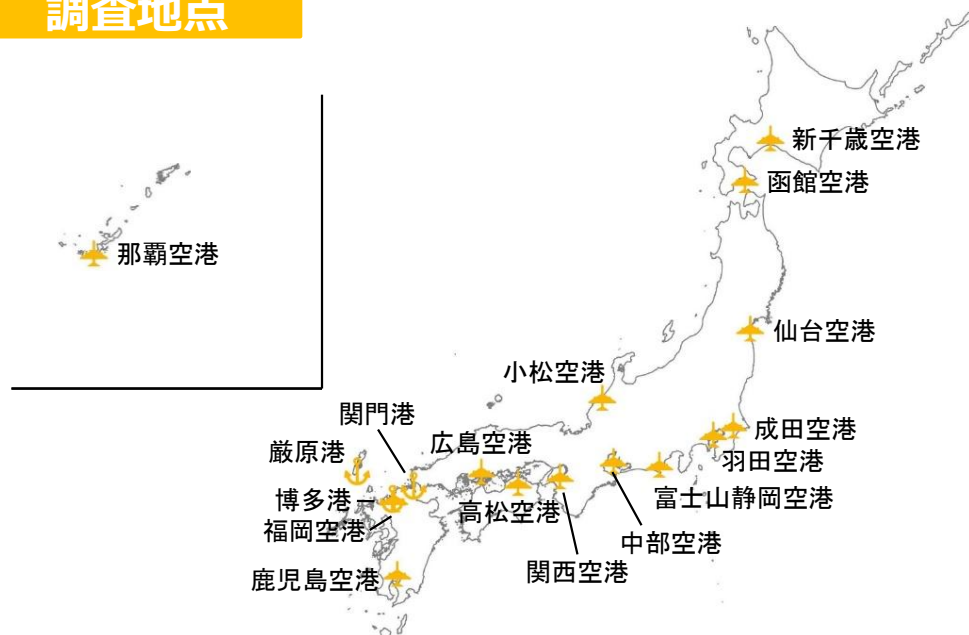 調査地点
新千歳空港
函館空港
那覇空港
仙台空港
小松空港
関門港
成田空港
広島空港
厳原港
羽田空港
博多港
富士山静岡空港
高松空港
福岡空港
中部空港
関西空港
鹿児島空港